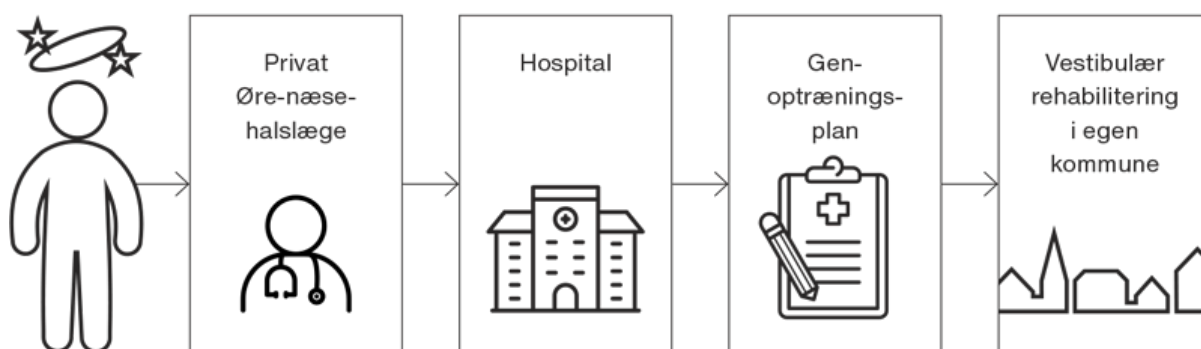 Privat
Øre-næse-
halslæge
Hospital
Gen-
optrænings-
plan
Vestibulær
rehabilitering
i egen
kommune